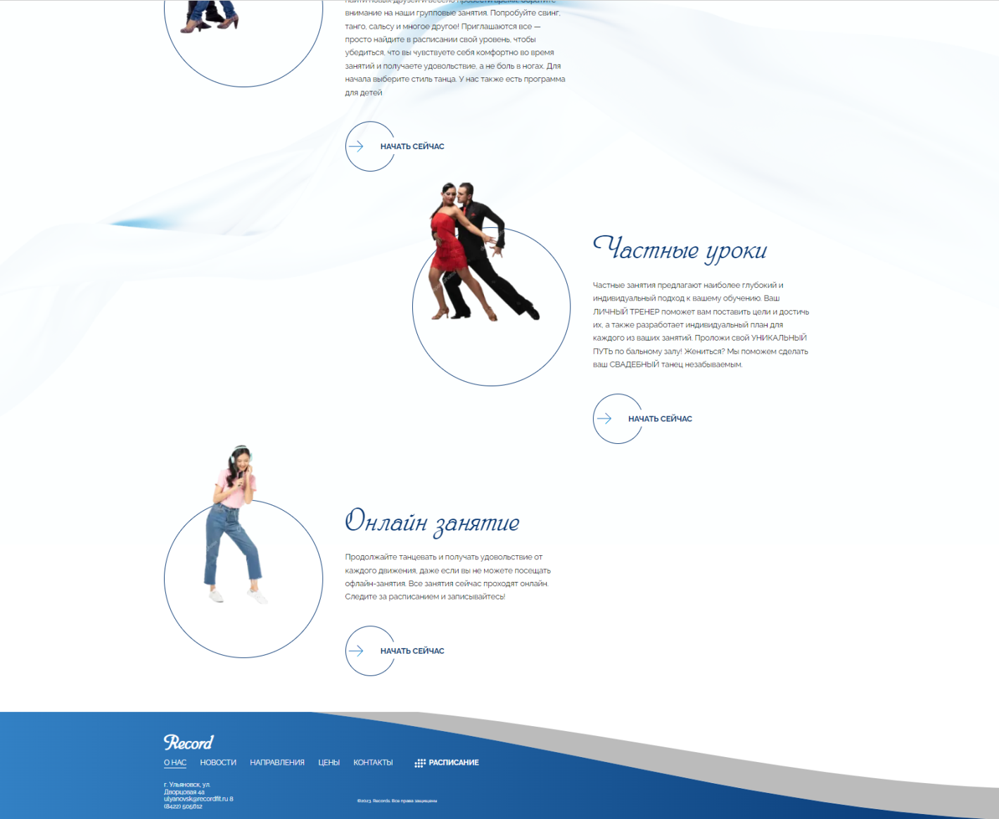 найти новых друзей и весело провести время, обратите
внимание на наши групповые занятия. Попробуйте свинг,
танго, сальсу и многое другое! Приглашаются все —
просто найдите в расписании свой уровень, чтобы
убедиться, что вы чувствуете себя комфортно во время
занятий и получаете удовольствие, а не боль в ногах. Для
начала выберите стиль танца. У нас также есть программа
для детей
НАЧАТЬ СЕЙЧАС
Частные уроки
Частные занятия предлагают наиболее глубокий и
индивидуальный подход к вашему обучению. Ваш
ЛИЧНЫЙ ТРЕНЕР поможет вам поставить цели и достичь
их, а также разработает индивидуальный план для
каждого из ваших занятий. Проложи свой УНИКАЛЬНЫЙ
ПУТЬ по бальному залу! Жениться? Мы поможем сделать
ваш СВАДЕБНЫЙ танец незабываемым.
НАЧАТЬ СЕЙЧАС
Онлайн занятие
Продолжайте танцевать и получать удовольствие от
каждого движения, даже если вы не можете посещать
офлайн-занятия. Все занятия сейчас проходят онлайн.
Следите за расписанием и записывайтесь!
НАЧАТЬ СЕЙЧАС
Record
О НАС НОВОСТИ НАПРАВЛЕНИЯ ЦЕНЫ КОНТАКТЫ РАСПИСАНИЕ
г. Ульяновск, ул.
Дворцовая 4а
ulyanovsk@recordfit.ru 8
(8422) 505612
©2023. Records. Все права защищены